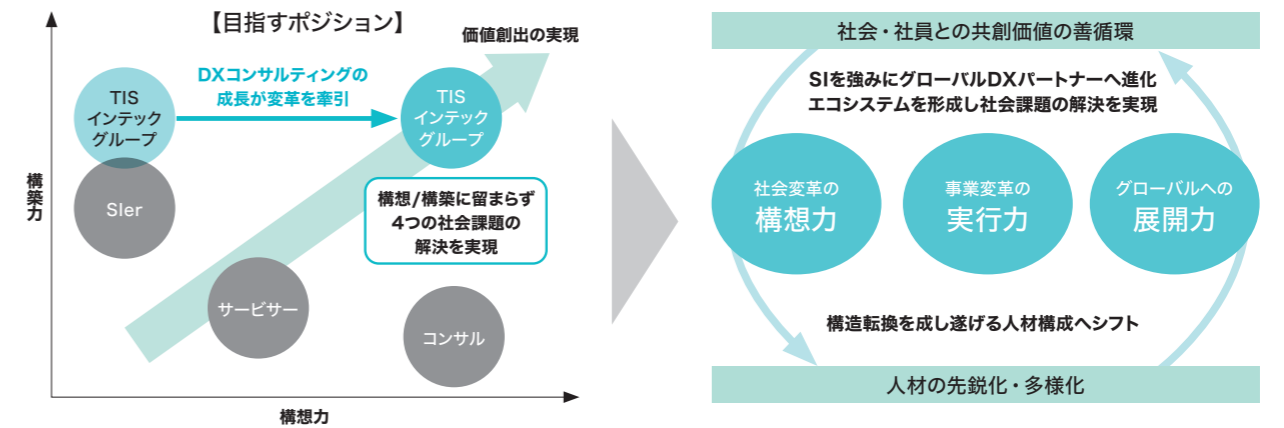 【目指すポジション】
価値創出の実現
DXコンサルティングの
成長が変革を牽引
TIS
インテック
グループ
TIS
インテック
グループ
構築力
SIer
構想/構築に留まらず
4つの社会課題の
解決を実現
サービサー
コンサル
構想力
社会・社員との共創価値の善循環
SIを強みにグローバルDXパートナーへ進化
エコシステムを形成し社会課題の解決を実現
社会変革の
構想力
事業変革の
実行力
グローバルへの
展開力
構造転換を成し遂げる人材構成へシフト
人材の先鋭化・多様化